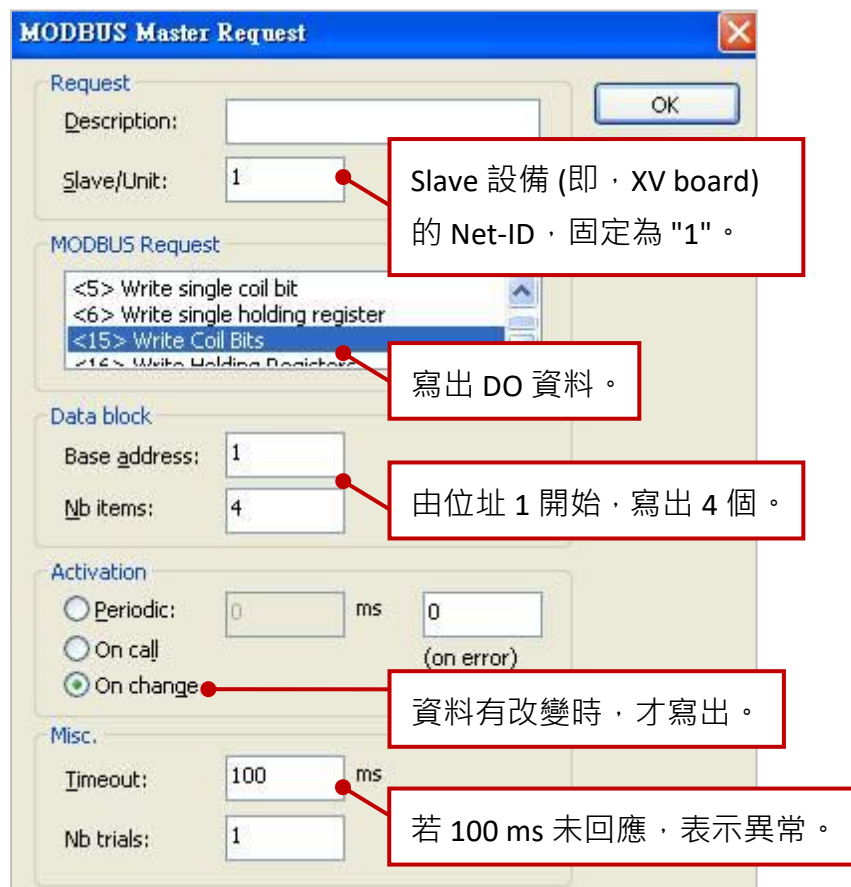 MODBUS Master Request
Request
OK
Description:
Slave/Unit:
1
Slave 設備 (即，XV board)
的 Net-ID，固定為 "1"。
MODBUS Request
<5> Write single coil bit
<6> Write single holding register
<15> Write Coil Bits
<16> Write Holding Registers
寫出 DO 資料。
Data block
Base address:
1
Nb items:
4
由位址 1 開始，寫出 4 個。
Activation
Periodic:
0
ms
0
On call
(on error)
On change
資料有改變時，才寫出。
Misc.
Timeout:
100
ms
Nb trials:
1
若 100 ms 未回應，表示異常。